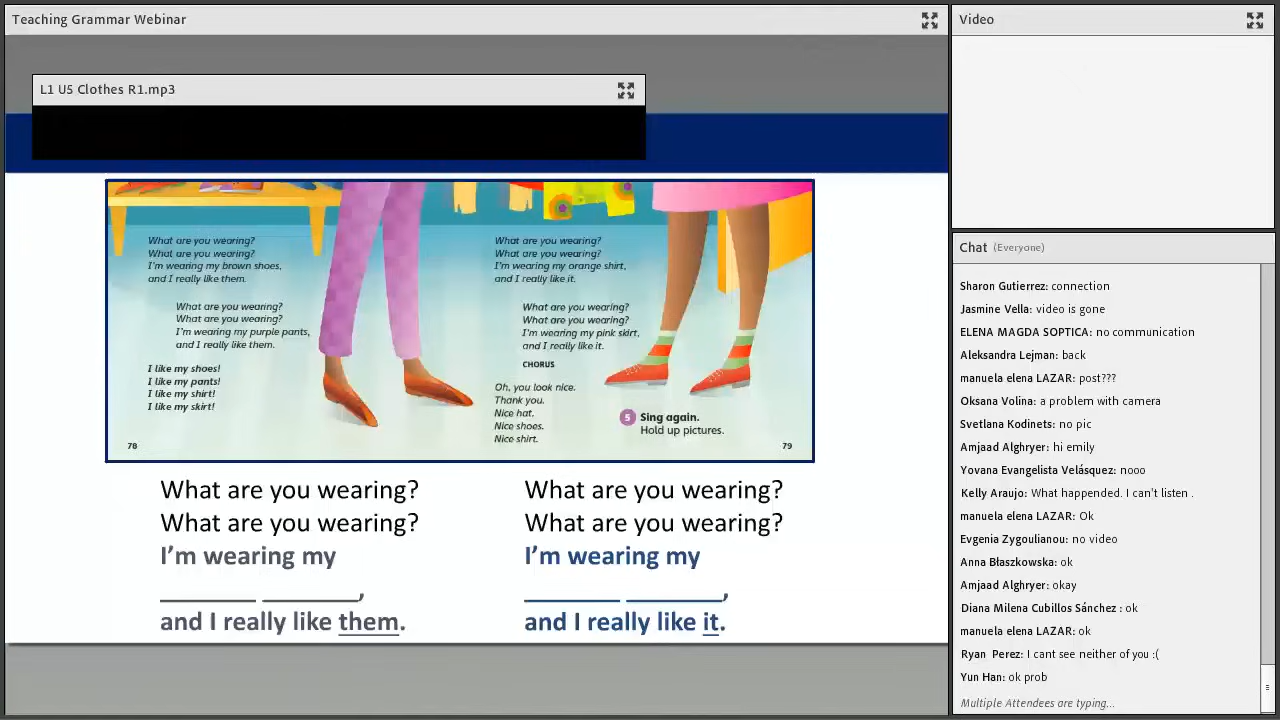 Teaching Grammar Webinar
L1 U5 Clothes R1.mp3
What are you wearing?
What are you wearing?
I'm wearing my brown shoes,
and I really like them.
What are you wearing?
What are you wearing?
I'm wearing my purple pants,
and I really like them.
I like my shoes!
I like my pants!
I like my shirt!
I like my skirt!
78
What are you wearing?
What are you wearing?
I'm wearing my orange shirt,
and I really like it.
What are you wearing?
What are you wearing?
I'm wearing my pink skirt,
and I really like it.
CHORUS
Oh, you look nice.
Thank you.
Nice hat.
Nice shoes.
Nice shirt.
5 Sing again.
Hold up pictures.
79
What are you wearing?
What are you wearing?
I'm wearing my
________ ________,
and I really like them.
What are you wearing?
What are you wearing?
I'm wearing my
________ ________,
and I really like it.
Video
Chat (Everyone)
Sharon Gutierrez: connection
Jasmine Vella: video is gone
ELENA MAGDA SOPTICA: no communication
Aleksandra Lejman: back
manuela elena LAZAR: post???
Oksana Volina: a problem with camera
Svetlana Kodinets: no pic
Amjaad Alghryer: hi emily
Yovana Evangelista Velásquez: nooo
Kelly Araujo: What happended. I can't listen .
manuela elena LAZAR: Ok
Evgenia Zygoulianou: no video
Anna Błaszkowska: ok
Amjaad Alghryer: okay
Diana Milena Cubillos Sánchez : ok
manuela elena LAZAR: ok
Ryan Perez: I cant see neither of you :(
Yun Han: ok prob
Multiple Attendees are typing...